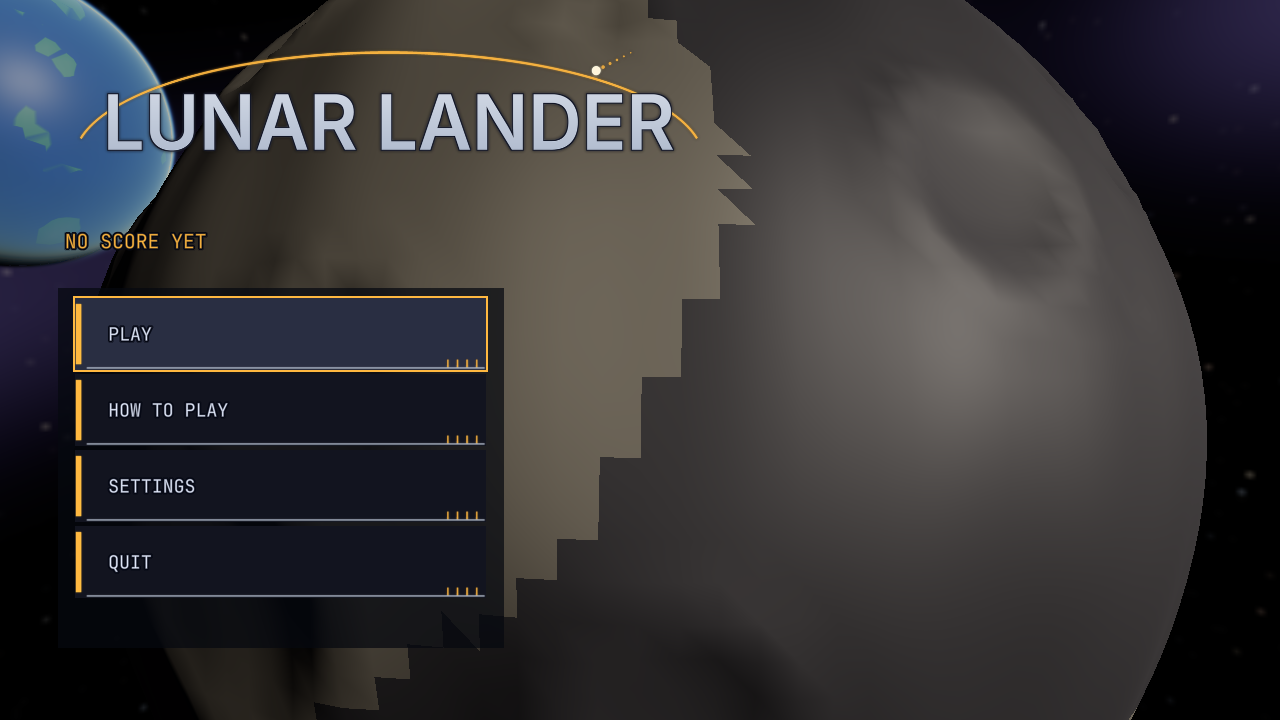 LUNAR LANDER
NO SCORE YET
PLAY
HOW TO PLAY
SETTINGS
QUIT